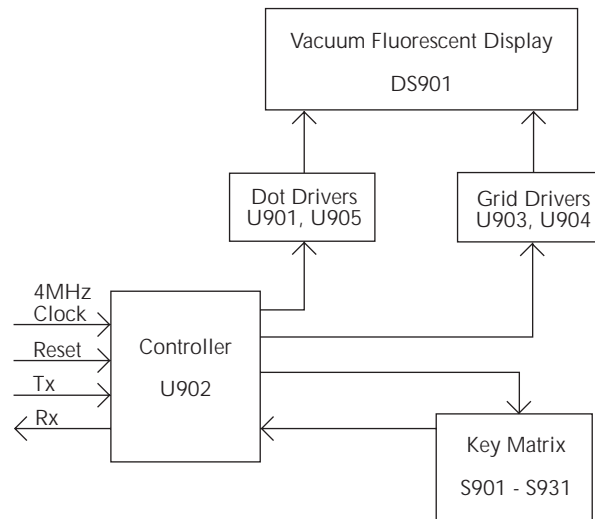 Vacuum Fluorescent Display
DS901
Dot Drivers
U901, U905
Grid Drivers
U903, U904
4MHz
Clock
Reset
Tx
Rx
Controller
U902
Key Matrix
S901 - S931